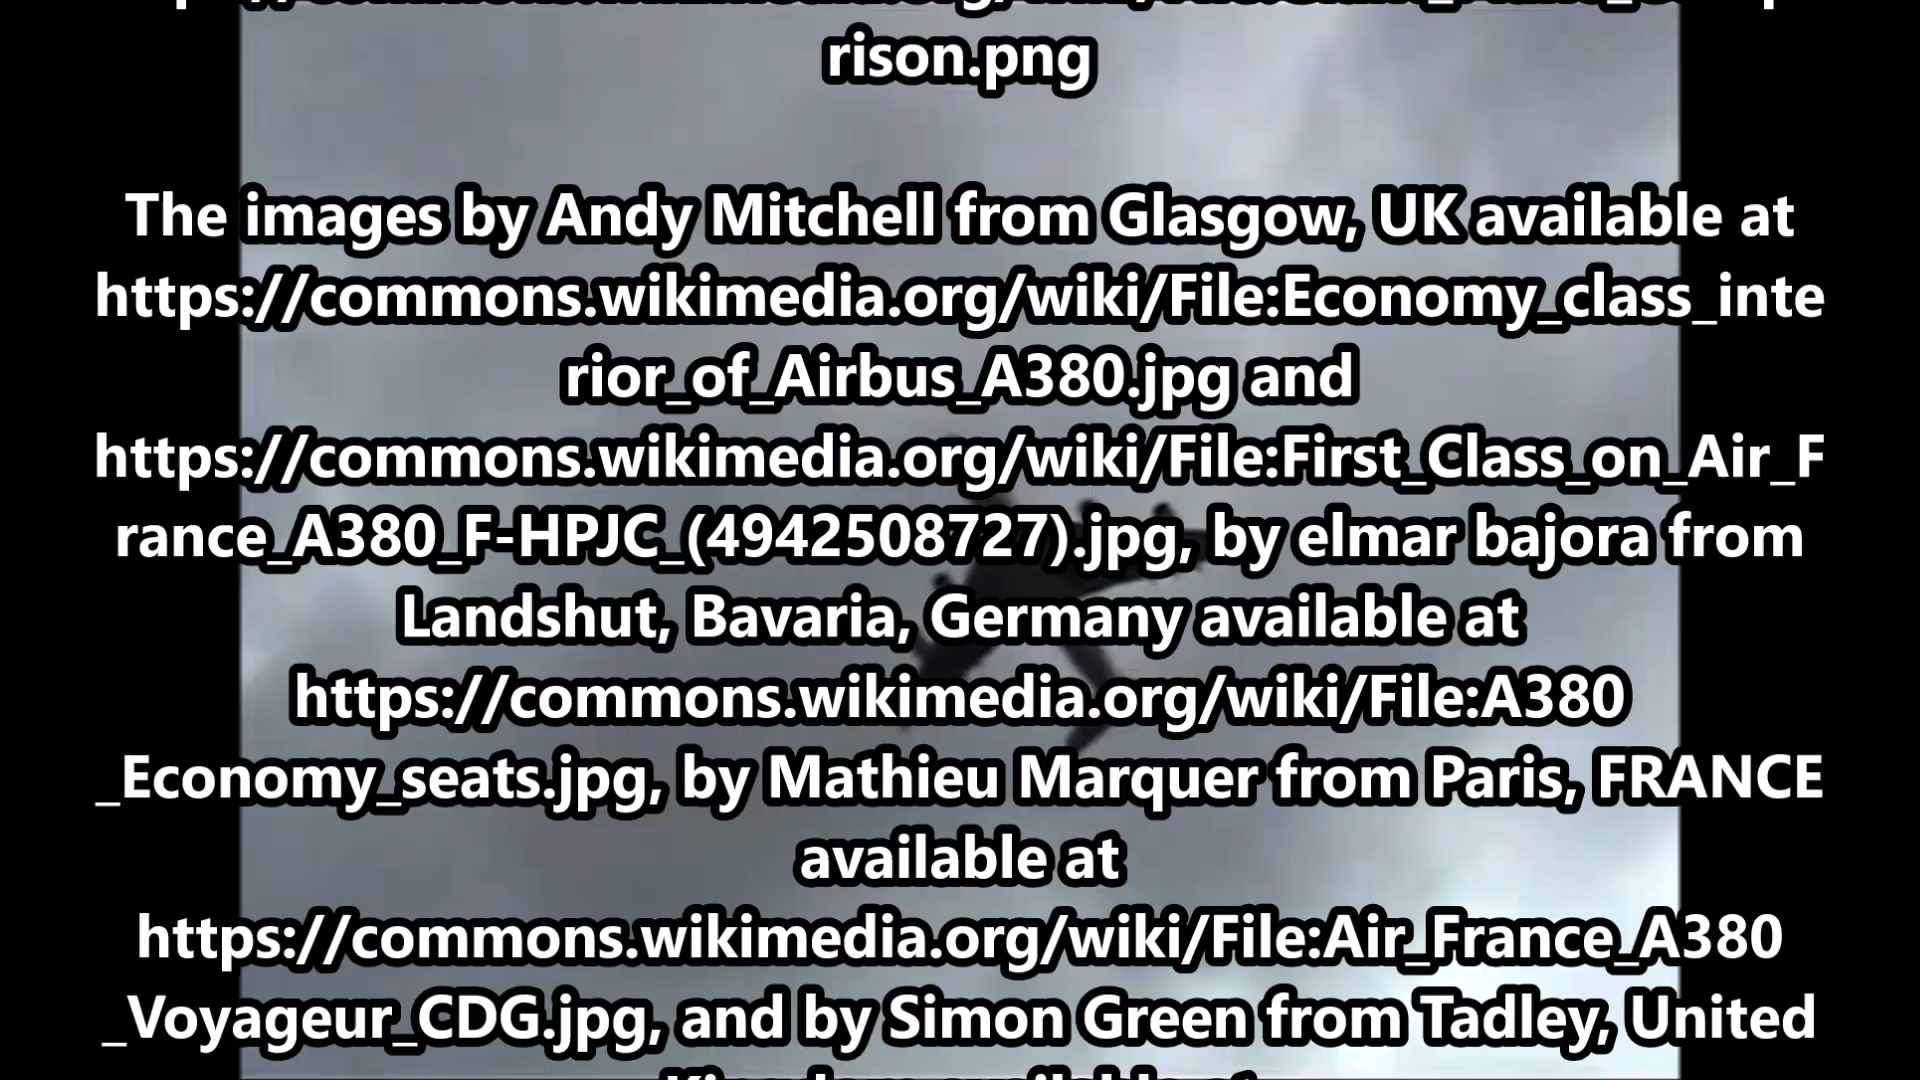 rison.png
The images by Andy Mitchell from Glasgow, UK available at
https://commons.wikimedia.org/wiki/File:Economy_class_inte
rior_of_Airbus_A380.jpg and
https://commons.wikimedia.org/wiki/File:First_Class_on_Air_F
rance_A380_F-HPJC_(4942508727).jpg, by elmar bajora from
Landshut, Bavaria, Germany available at
https://commons.wikimedia.org/wiki/File:A380
_Economy_seats.jpg, by Mathieu Marquer from Paris, FRANCE
available at
https://commons.wikimedia.org/wiki/File:Air_France_A380
_Voyageur_CDG.jpg, and by Simon Green from Tadley, United